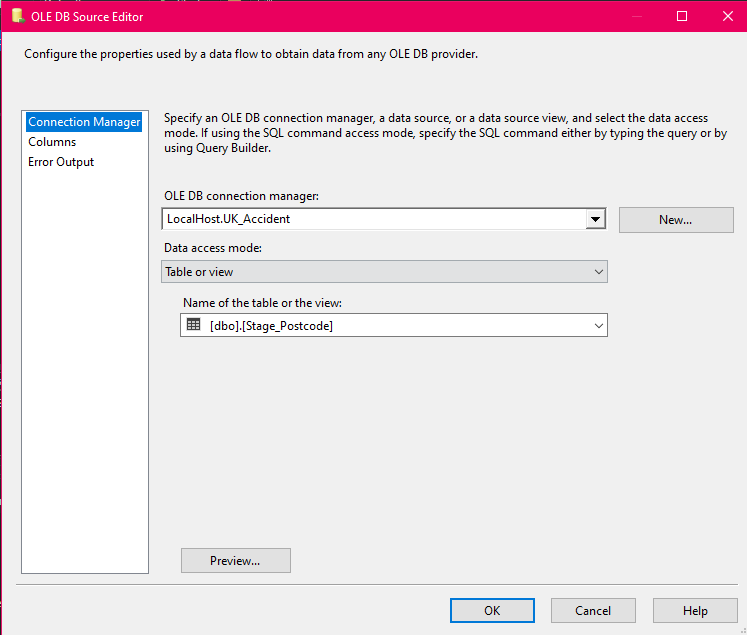 OLE DB Source Editor
Configure the properties used by a data flow to obtain data from any OLE DB provider.
Connection Manager
Columns
Error Output
Specify an OLE DB connection manager, a data source, or a data source view, and select the data access
mode. If using the SQL command access mode, specify the SQL command either by typing the query or by
using Query Builder.
OLE DB connection manager:
LocalHost.UK_Accident
New...
Data access mode:
Table or view
Name of the table or the view:
[dbo].[Stage_Postcode]
Preview...
OK
Cancel
Help